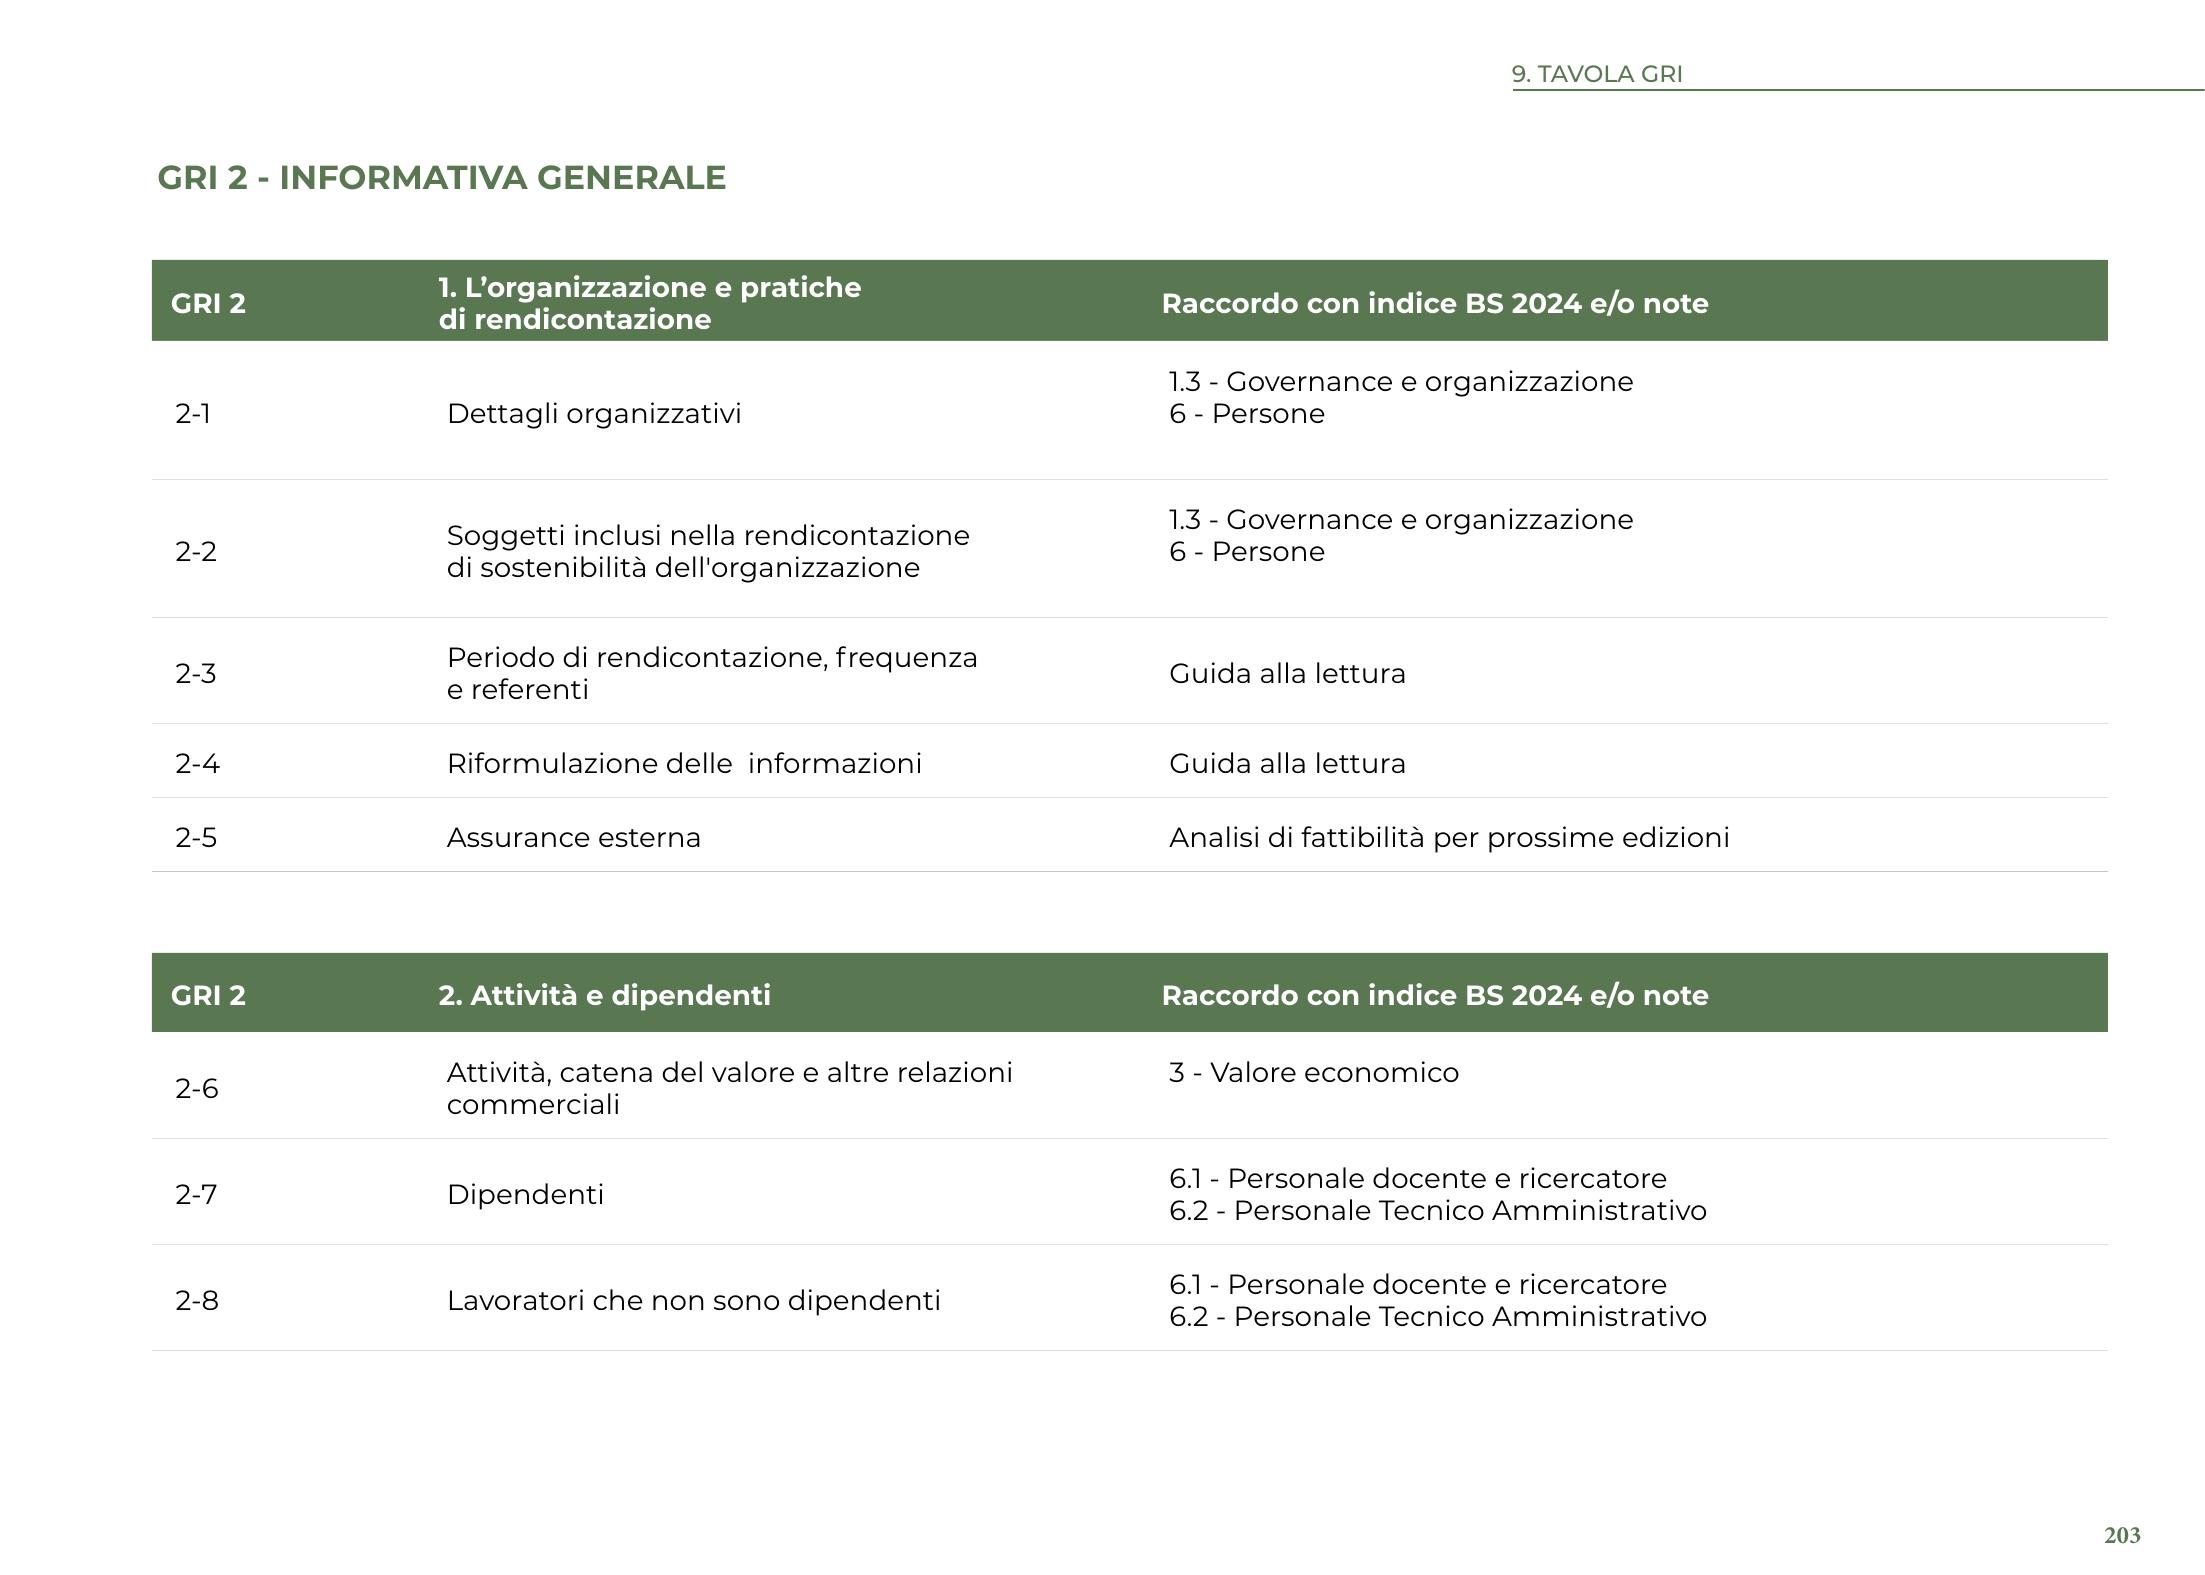 9. TAVOLA GRI
GRI 2 - INFORMATIVA GENERALE
GRI 2
1. L’organizzazione e pratiche
di rendicontazione
Raccordo con indice BS 2024 e/o note
2-1
Dettagli organizzativi
1.3 - Governance e organizzazione
6 - Persone
2-2
Soggetti inclusi nella rendicontazione
di sostenibilità dell'organizzazione
1.3 - Governance e organizzazione
6 - Persone
2-3
Periodo di rendicontazione, frequenza
e referenti
Guida alla lettura
2-4
Riformulazione delle  informazioni
Guida alla lettura
2-5
Assurance esterna
Analisi di fattibilità per prossime edizioni
GRI 2
2. Attività e dipendenti
Raccordo con indice BS 2024 e/o note
2-6
Attività, catena del valore e altre relazioni
commerciali
3 - Valore economico
2-7
Dipendenti
6.1 - Personale docente e ricercatore
6.2 - Personale Tecnico Amministrativo
2-8
Lavoratori che non sono dipendenti
6.1 - Personale docente e ricercatore
6.2 - Personale Tecnico Amministrativo
203